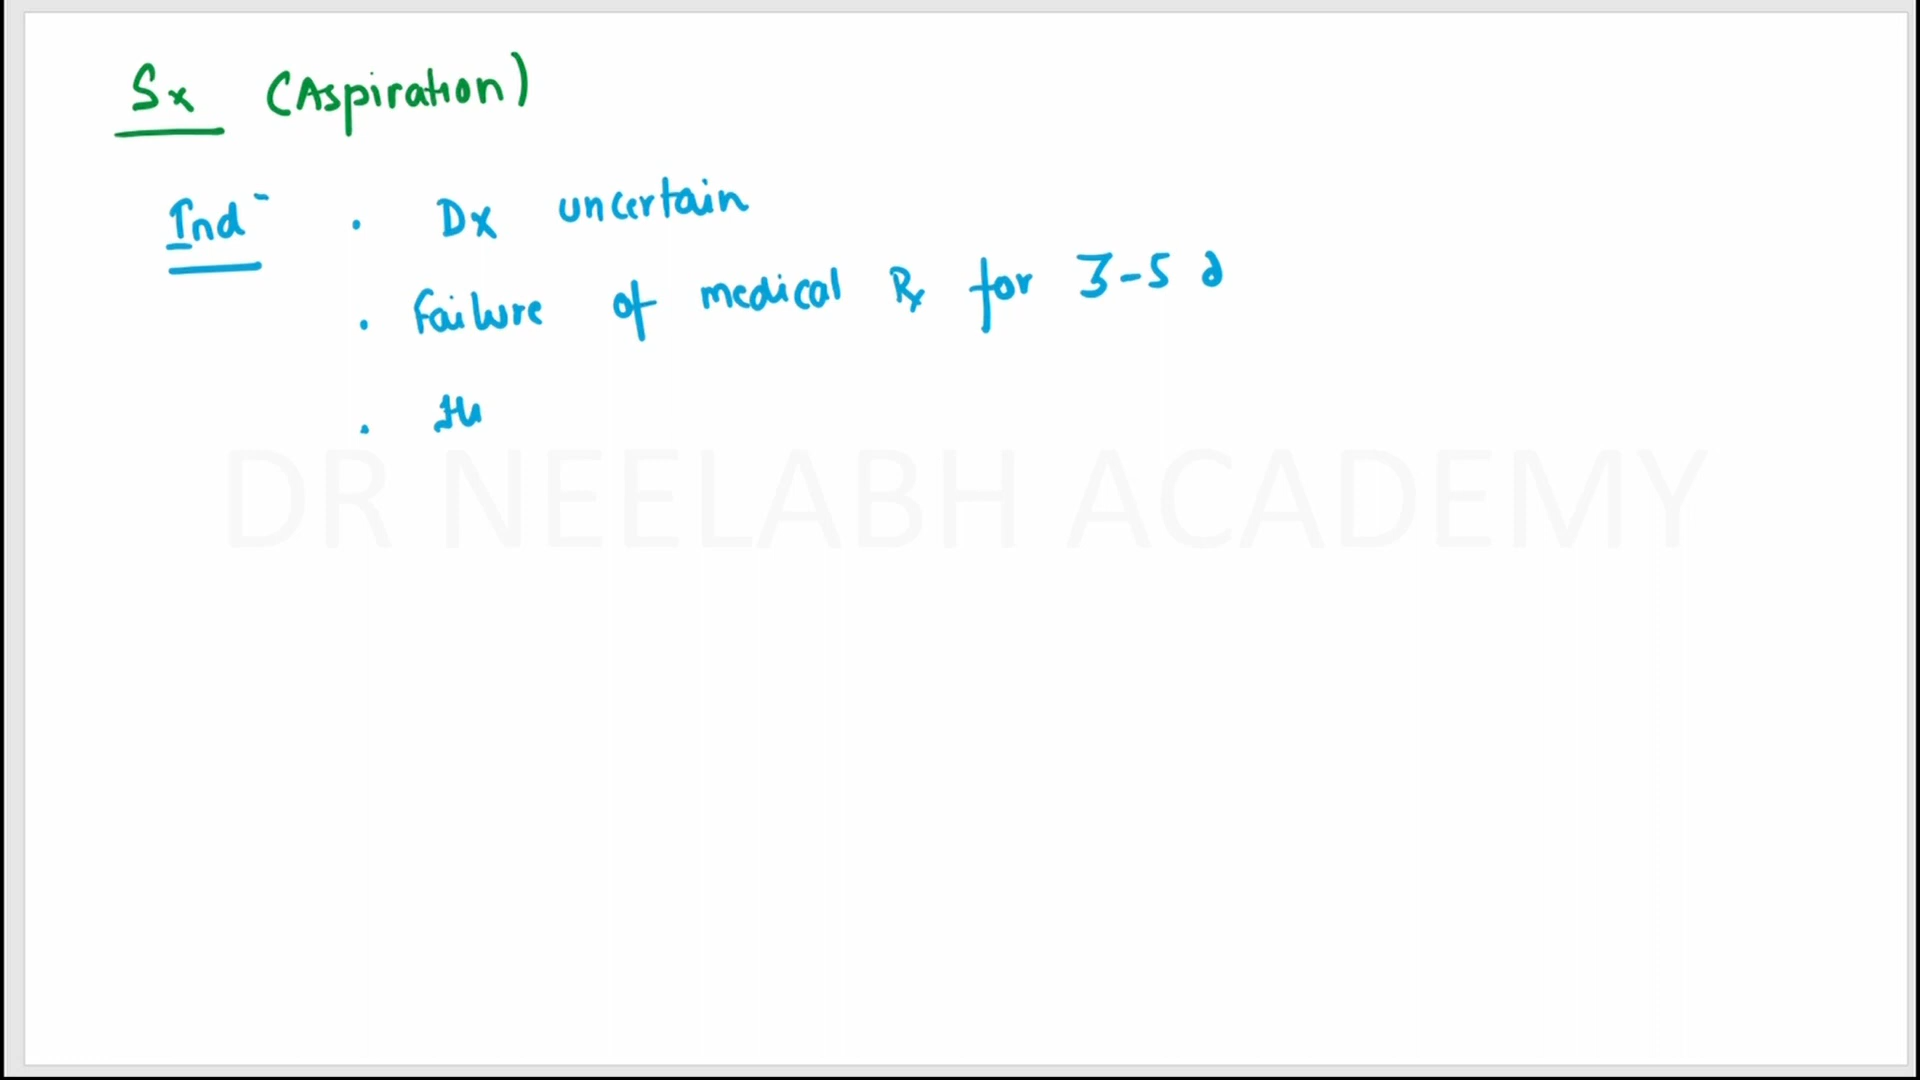 Sx (Aspiration)
Ind - • Dx uncertain
• Failure of medical Rx for 3-5 d
•
DR NEELABH ACADEMY